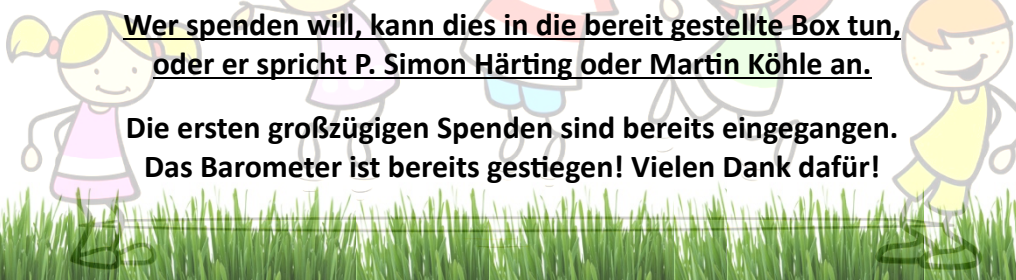 Wer spenden will, kann dies in die bereit gestellte Box tun,
oder er spricht P. Simon Härting oder Martin Köhle an.
Die ersten großzügigen Spenden sind bereits eingegangen.
Das Barometer ist bereits gestiegen! Vielen Dank dafür!